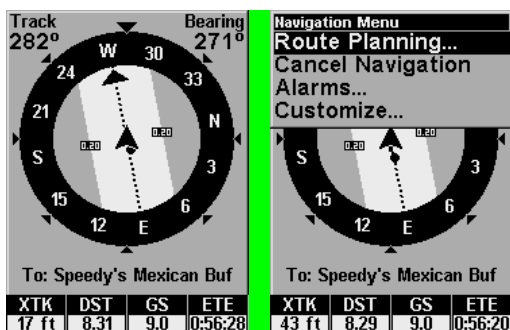 Track
282º
Bearing
271º
W
30
33
N
3
6
E
12
15
S
21
24
0.20
0.20
To: Speedy's Mexican Buf
XTK DST GS ETE
17 ft 8.31 9.0 0:56:28
Navigation Menu
Route Planning...
Cancel Navigation
Alarms...
Customize...
0.20
0.20
S
3
15
6
12
E
To: Speedy's Mexican Buf
XTK DST GS ETE
43 ft 8.29 9.0 0:56:20